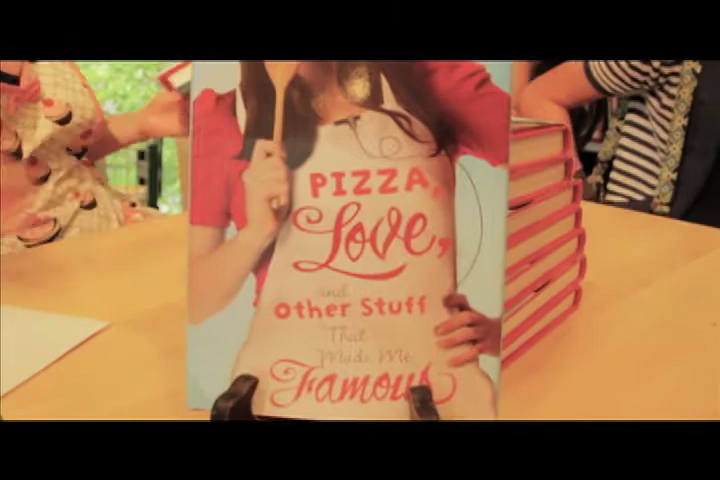 PIZZA,
Love,
and
Other Stuff
That
Made Me
Famous